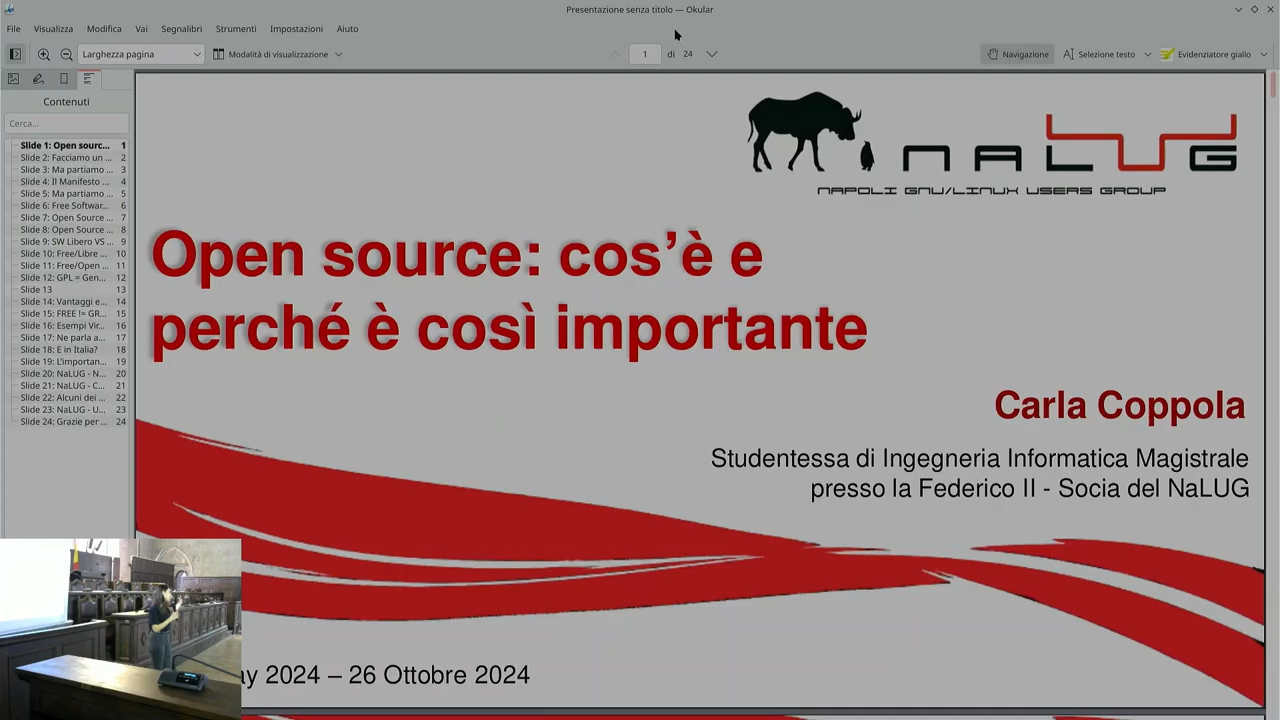 Presentazione senza titolo — Okular
File Visualizza Modifica Vai Segnalibri Strumenti Impostazioni Aiuto
Larghezza pagina Modalità di visualizzazione 1 di 24 Navigazione Selezione testo Evidenziatore giallo
Contenuti
Cerca...
Slide 1: Open sourc... 1
Slide 2: Facciamo un ... 2
Slide 3: Ma partiamo ... 3
Slide 4: Il Manifesto ... 4
Slide 5: Ma partiamo ... 5
Slide 6: Free Softwar... 6
Slide 7: Open Source ... 7
Slide 8: Open Source ... 8
Slide 9: SW Libero VS ... 9
Slide 10: Free/Libre ... 10
Slide 11: Free/Open ... 11
Slide 12: GPL = Gen... 12
Slide 13 13
Slide 14: Vantaggi e... 14
Slide 15: FREE != GR... 15
Slide 16: Esempi Vir... 16
Slide 17: Ne parla a... 17
Slide 18: E in Italia? 18
Slide 19: L'importan... 19
Slide 20: NaLUG - N... 20
Slide 21: NaLUG - C... 21
Slide 22: Alcuni dei ... 22
Slide 23: NaLUG - U... 23
Slide 24: Grazie per ... 24
NALUG
NAPOLI GNU/LINUX USERS GROUP
Open source: cos’è e
perché è così importante
Carla Coppola
Studentessa di Ingegneria Informatica Magistrale
presso la Federico II - Socia del NaLUG
2024 – 26 Ottobre 2024